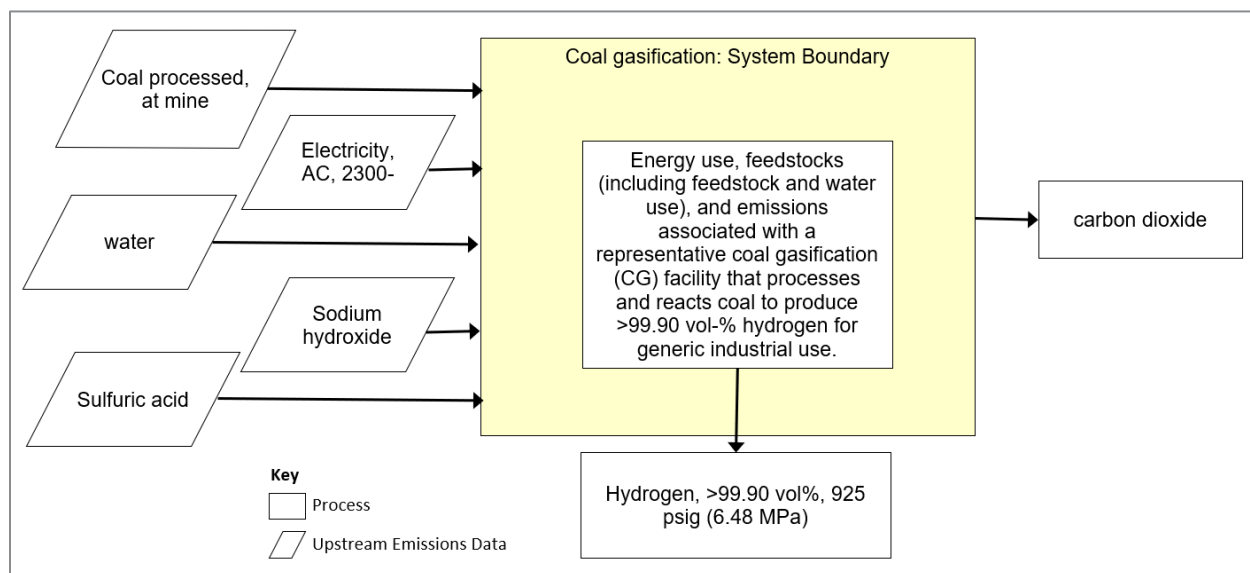 Coal gasification: System Boundary
Coal processed,
at mine
Electricity,
AC, 2300-
water
Sodium
hydroxide
Sulfuric acid
Energy use, feedstocks
(including feedstock and water
use), and emissions
associated with a
representative coal gasification
(CG) facility that processes
and reacts coal to produce
>99.90 vol-% hydrogen for
generic industrial use.
carbon dioxide
Hydrogen, >99.90 vol%, 925
psig (6.48 MPa)
Key
Process
Upstream Emissions Data